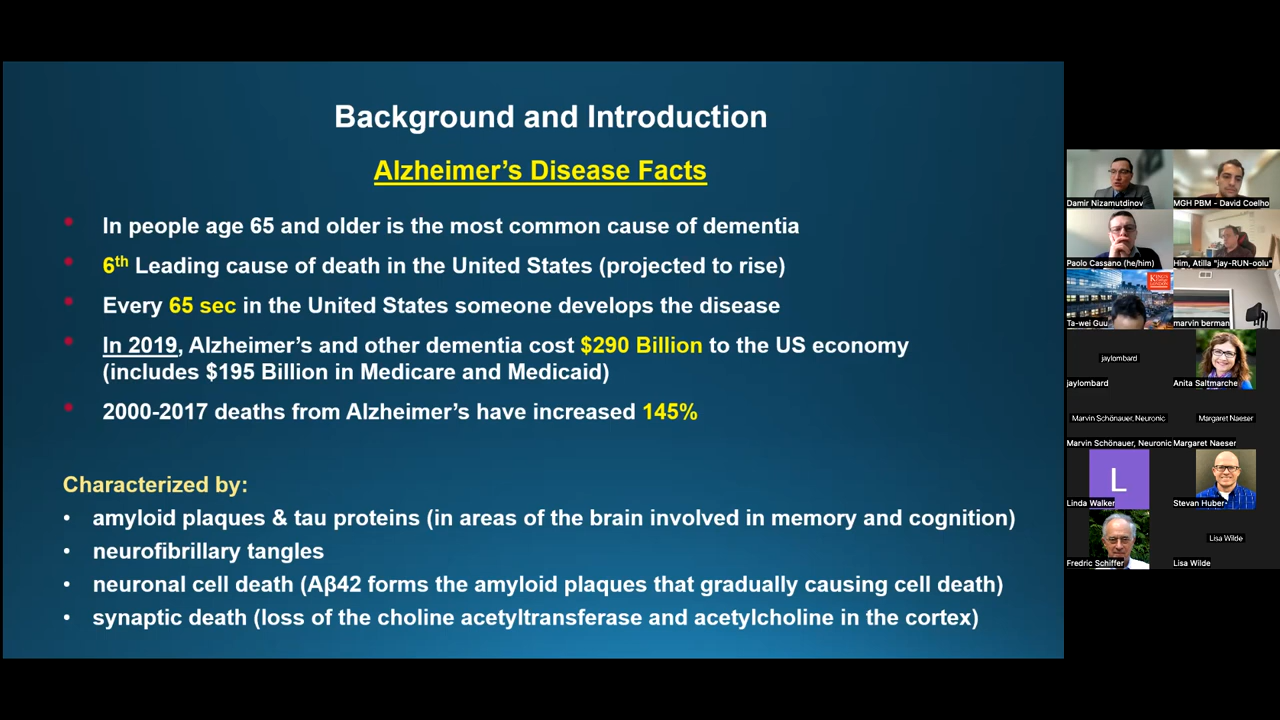 Background and Introduction
Alzheimer's Disease Facts
• In people age 65 and older is the most common cause of dementia
• 6th Leading cause of death in the United States (projected to rise)
• Every 65 sec in the United States someone develops the disease
• In 2019, Alzheimer's and other dementia cost $290 Billion to the US economy
(includes $195 Billion in Medicare and Medicaid)
• 2000-2017 deaths from Alzheimer's have increased 145%
Characterized by:
• amyloid plaques & tau proteins (in areas of the brain involved in memory and cognition)
• neurofibrillary tangles
• neuronal cell death (Aβ42 forms the amyloid plaques that gradually causing cell death)
• synaptic death (loss of the choline acetyltransferase and acetylcholine in the cortex)
Damir Nizamutdinov
MGH PBM - David Coelho
Paolo Cassano (he/him)
Him, Atilla "jay-RUN-oolu"
KING'S
LONDON
Ta-wei Guu
marvin berman
jaylombard
jaylombard
Anita Saltmarche
Marvin Schönauer, Neuronic
Margaret Naeser
Marvin Schönauer, Neuronic
Margaret Naeser
L
Linda Walker
Stevan Huber
Fredric Schiffer
Lisa Wilde
Lisa Wilde